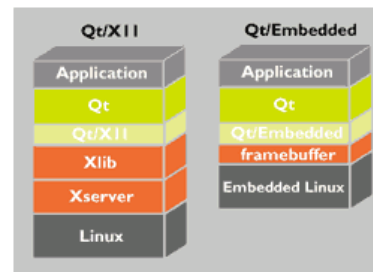 Qt/X11
Application
Qt
Qt/X11
Xlib
Xserver
Linux
Qt/Embedded
Application
Qt
Qt/Embedded
framebuffer
Embedded Linux